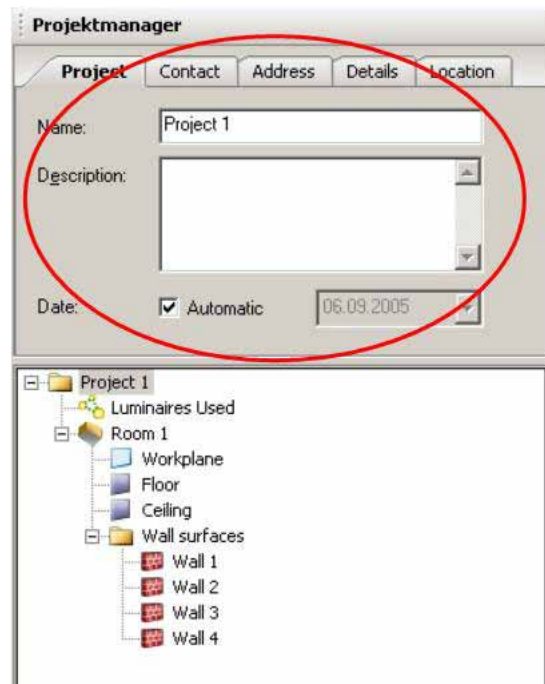 Projektmanager
Project Contact Address Details Location
Name: Project 1
Description:
Date: Automatic 06.09.2005
Project 1
Luminaires Used
Room 1
Workplane
Floor
Ceiling
Wall surfaces
Wall 1
Wall 2
Wall 3
Wall 4